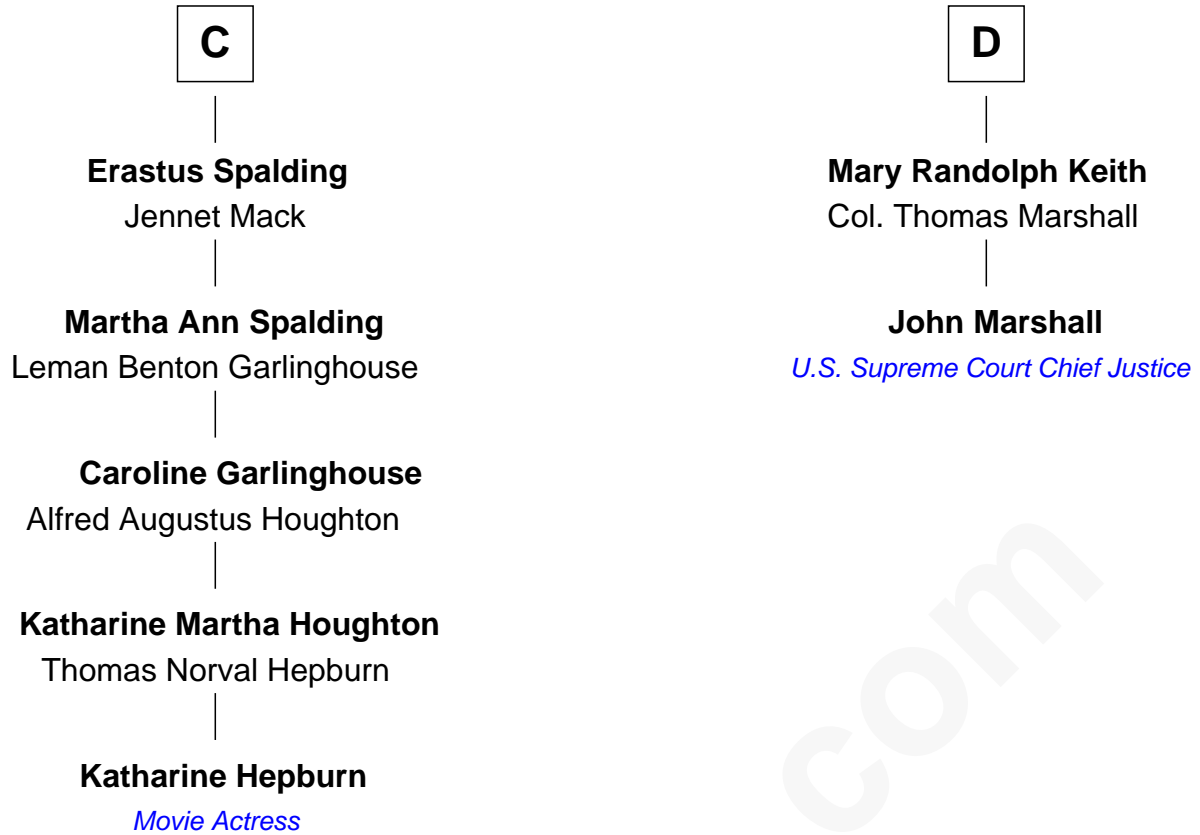 C
Erastus Spalding
Jennet Mack
Martha Ann Spalding
Leman Benton Garlinghouse
Caroline Garlinghouse
Alfred Augustus Houghton
Katharine Martha Houghton
Thomas Norval Hepburn
Katharine Hepburn
Movie Actress
D
Mary Randolph Keith
Col. Thomas Marshall
John Marshall
U.S. Supreme Court Chief Justice
com